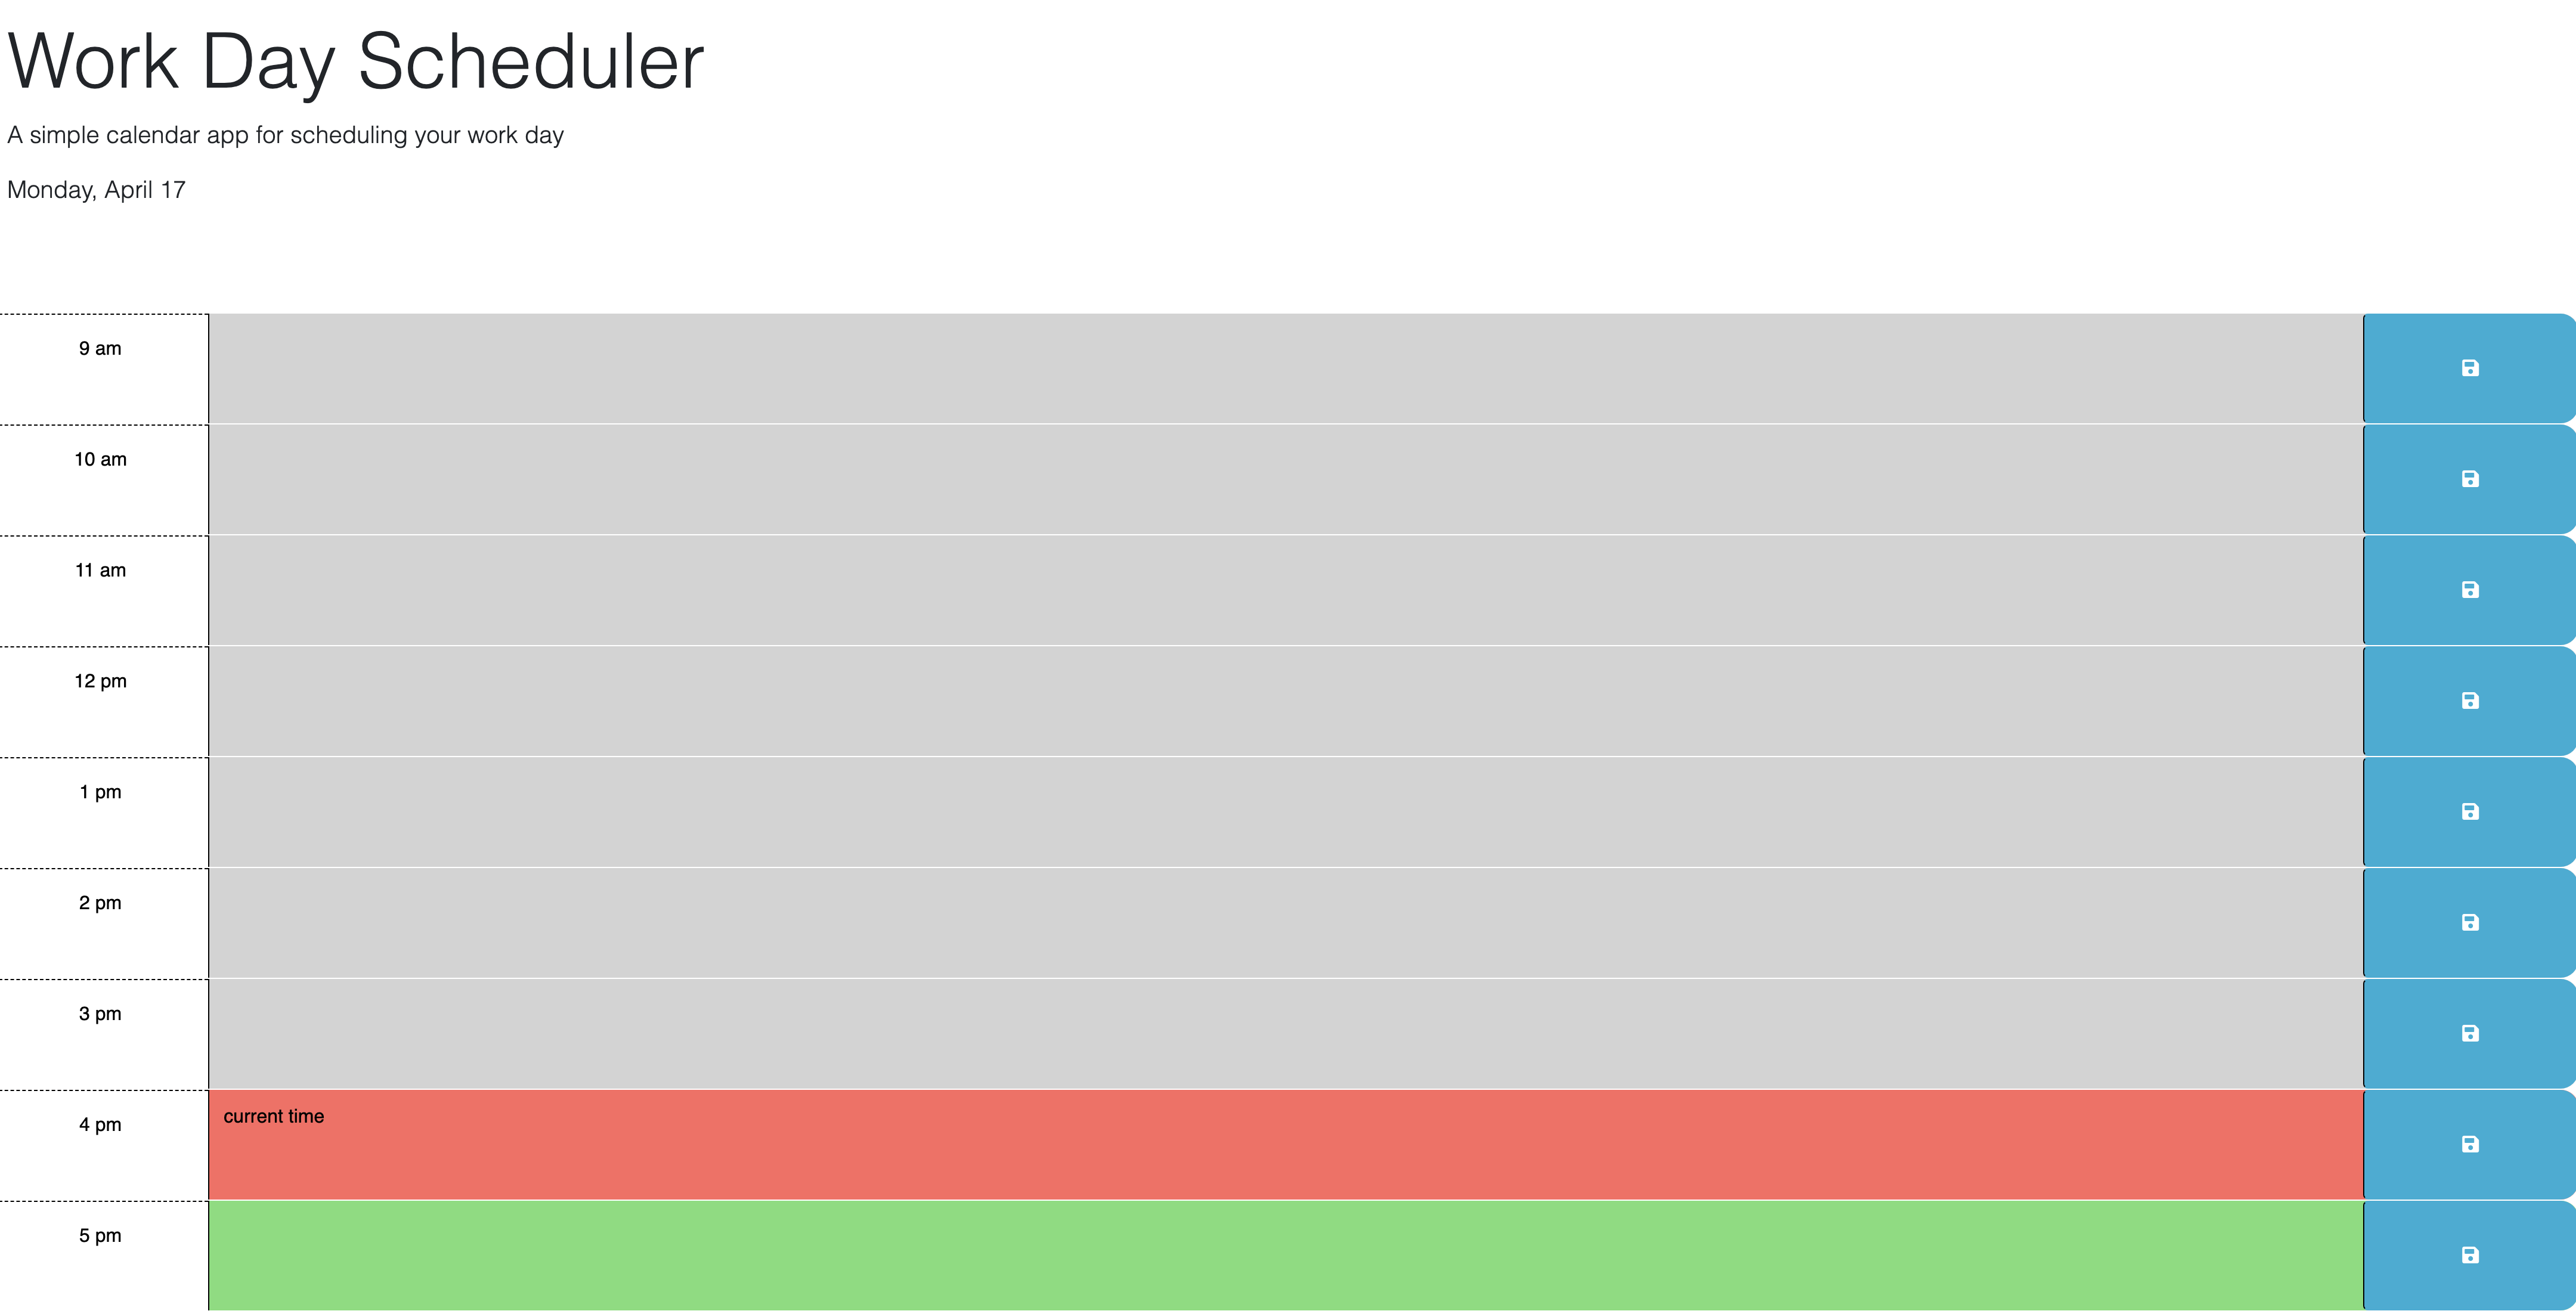 Work Day Scheduler
A simple calendar app for scheduling your work day
Monday, April 17
9 am
10 am
11 am
12 pm
1 pm
2 pm
3 pm
4 pm
current time
5 pm